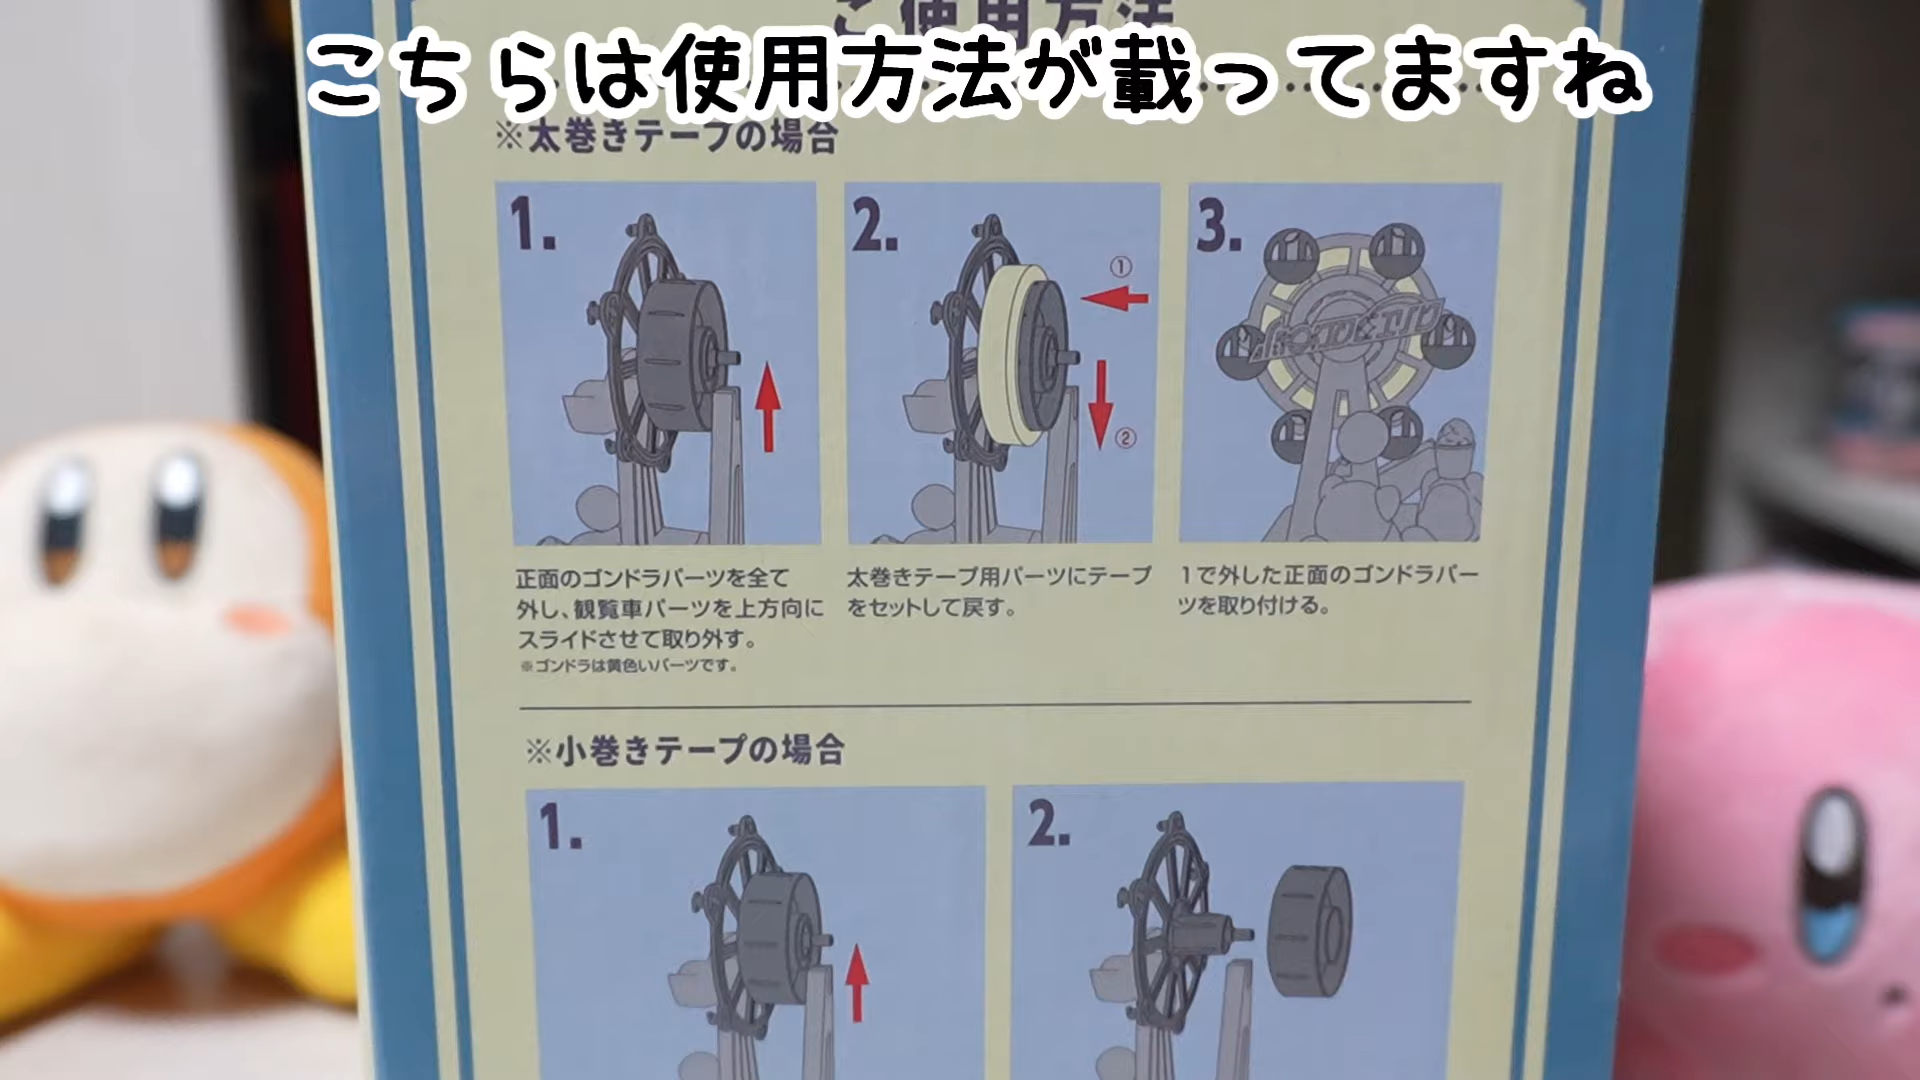 ご使用方法
こちらは使用方法が載ってますね
※太巻きテープの場合
1.
2.
①
②
3.
正面のゴンドラパーツを全て
外し、観覧車パーツを上方向に
スライドさせて取り外す。
※ゴンドラは黄色いパーツです。
太巻きテープ用パーツにテープ
をセットして戻す。
1で外した正面のゴンドラパー
ツを取り付ける。
※小巻きテープの場合
1.
2.